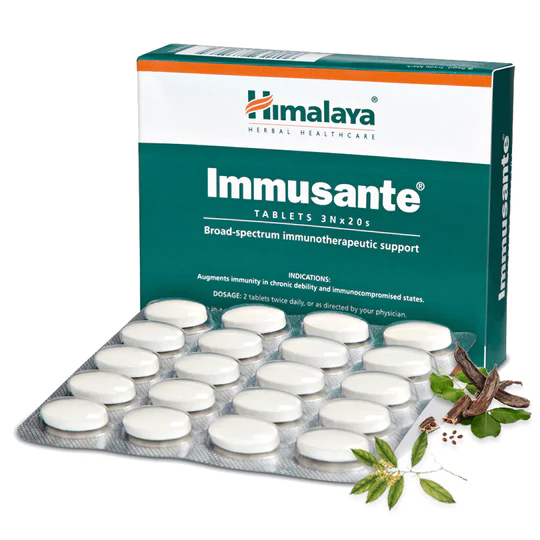 Himalaya®
HERBAL HEALTHCARE
Immusante®
TABLETS 3Nx20s
Broad-spectrum immunotherapeutic support
INDICATIONS:
Augments immunity in chronic debility and immunocompromised states.
DOSAGE: 2 tablets twice daily, or as directed by your physician.
Immusante®